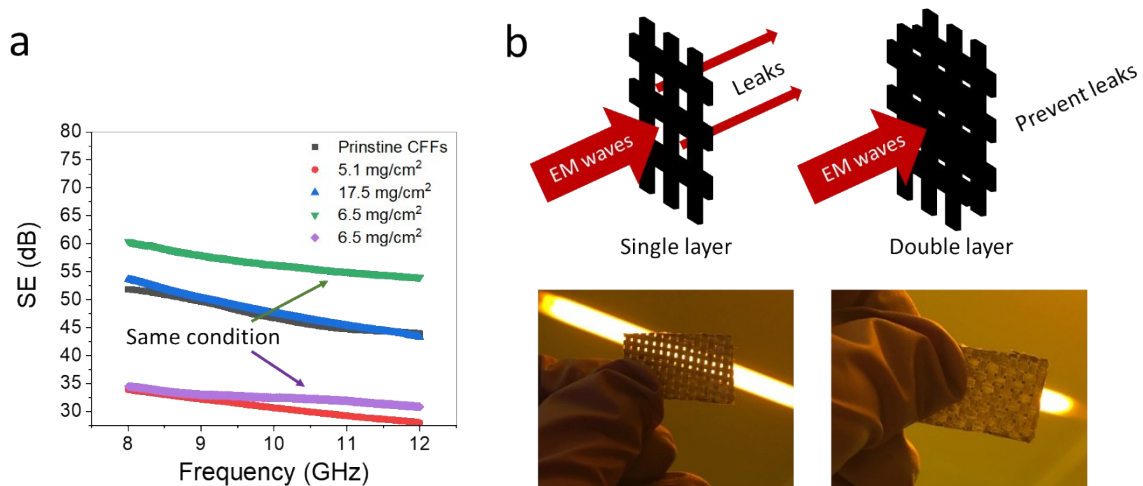 a
80
75
70
65
60
55
50
45
40
35
30
SE (dB)
Prinstine CFFs
5.1 mg/cm²
17.5 mg/cm²
6.5 mg/cm²
6.5 mg/cm²
Same condition
8 9 10 11 12
Frequency (GHz)
b
EM waves
Leaks
Single layer
EM waves
Prevent leaks
Double layer